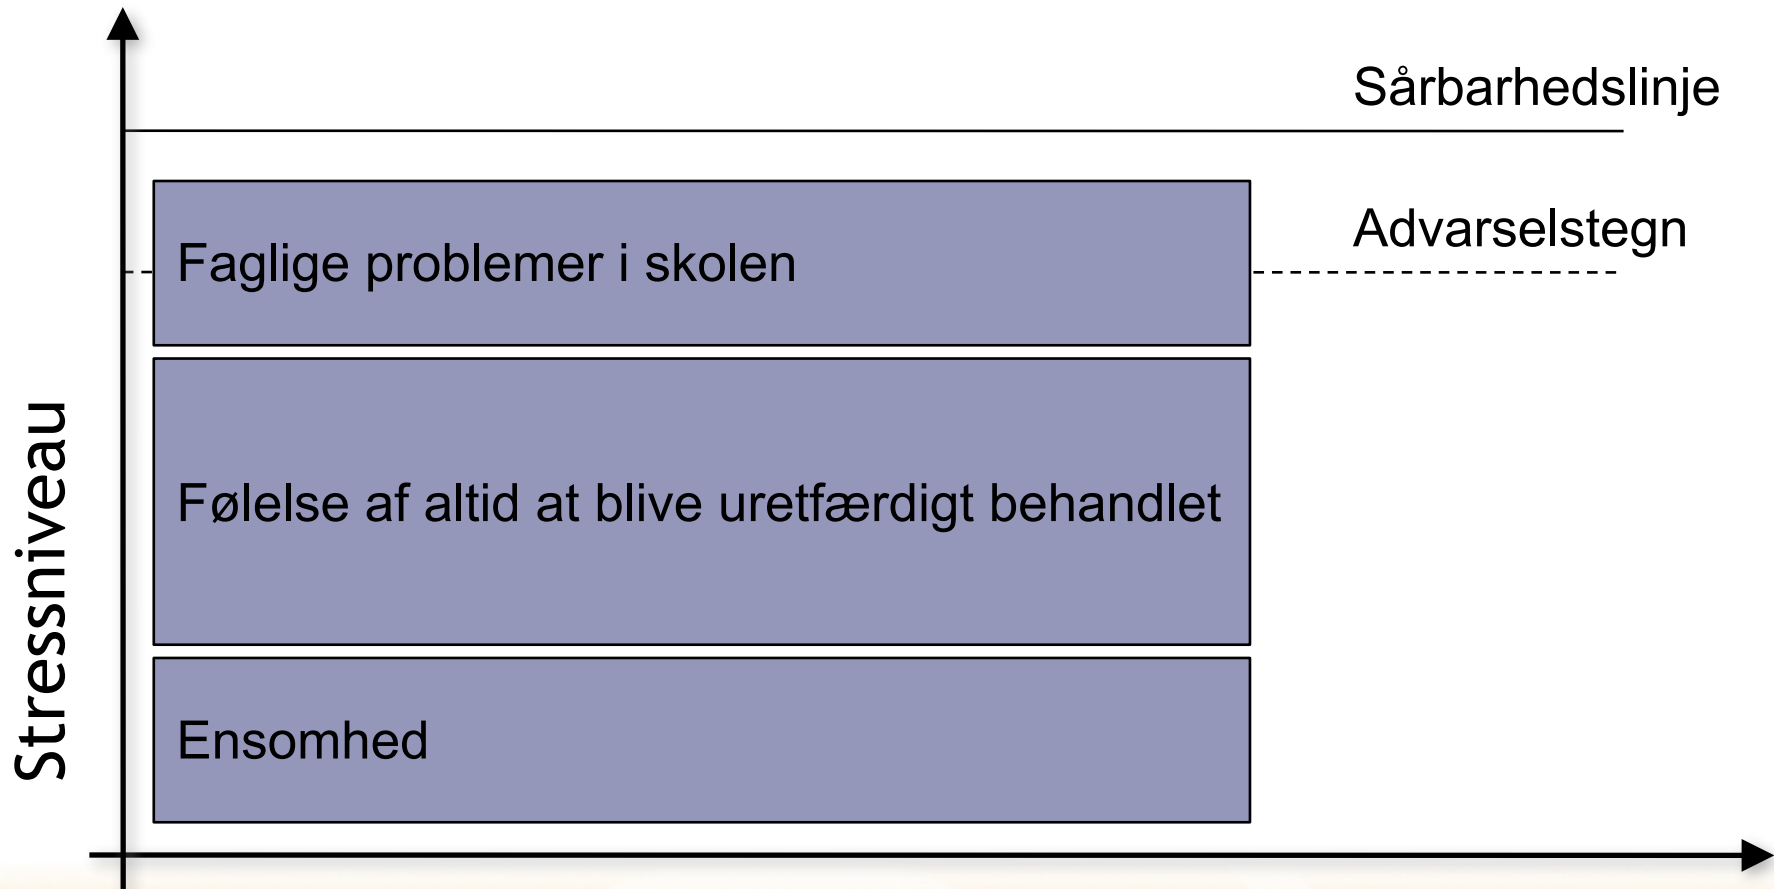 Sårbarhedslinje
Advarselstegn
Faglige problemer i skolen
Følelse af altid at blive uretfærdigt behandlet
Ensomhed
Stressniveau